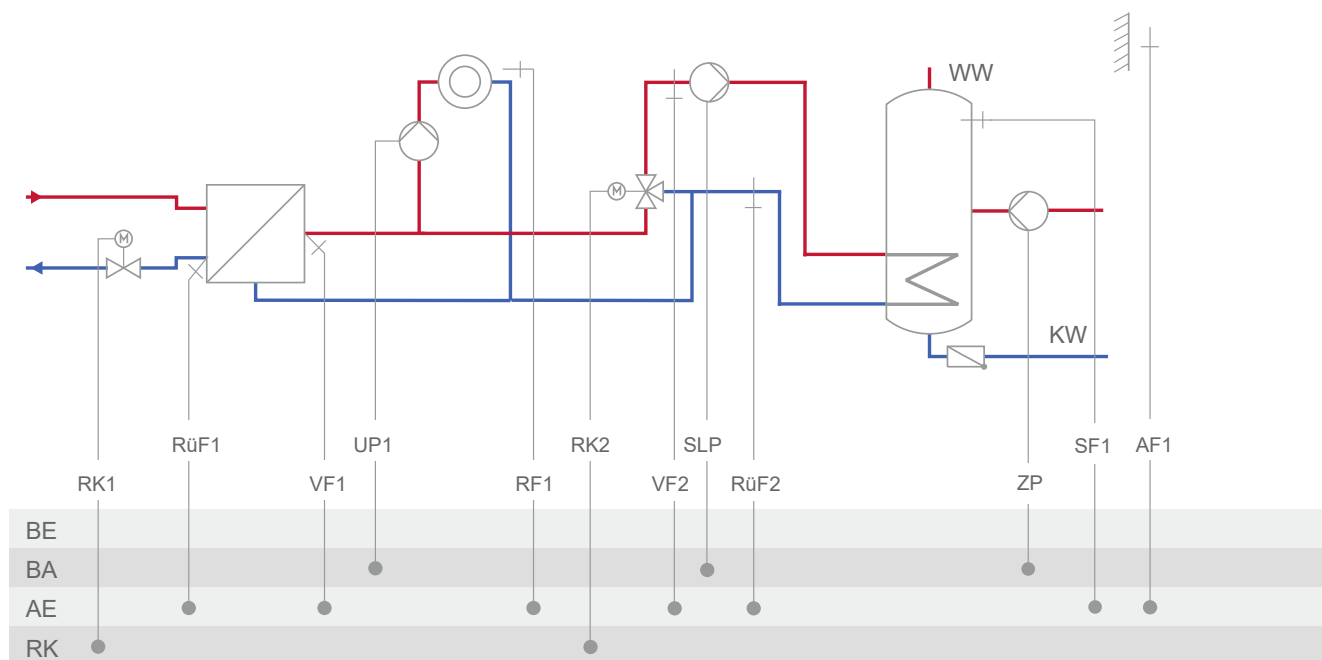 WW
M
M
KW
RüF1
UP1
RK2
SLP
SF1
AF1
RK1
VF1
RF1
VF2
RüF2
ZP
BE
BA
AE
RK